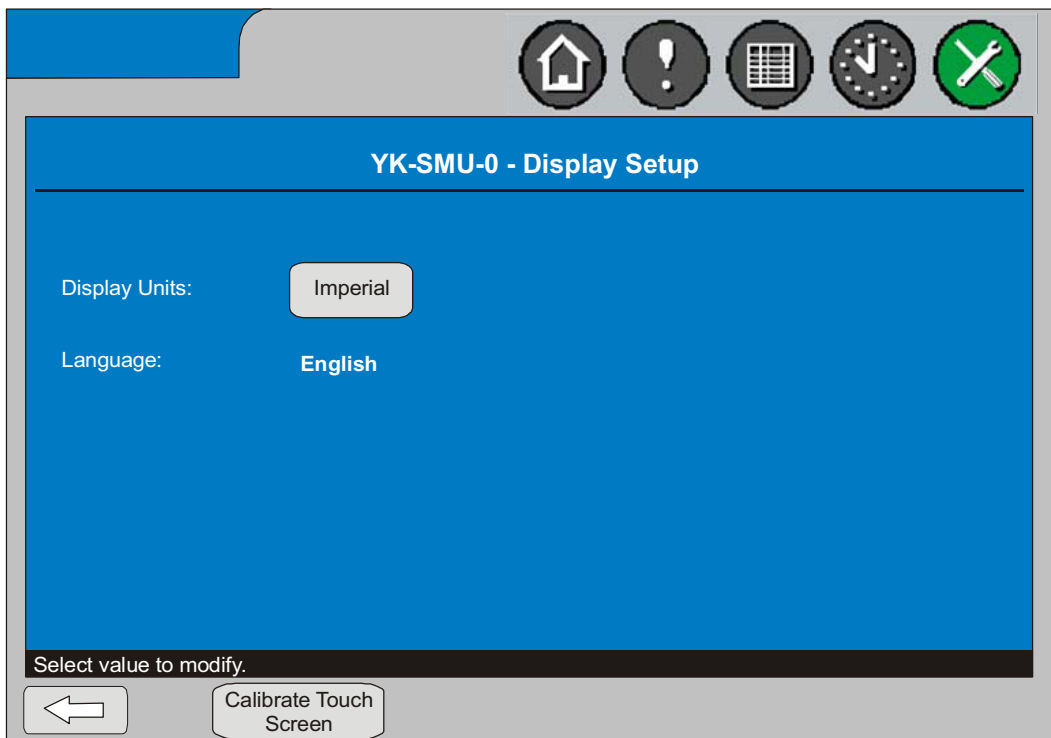 YK-SMU-0 - Display Setup
Display Units:
Imperial
Language:
English
Select value to modify.
Calibrate Touch
Screen